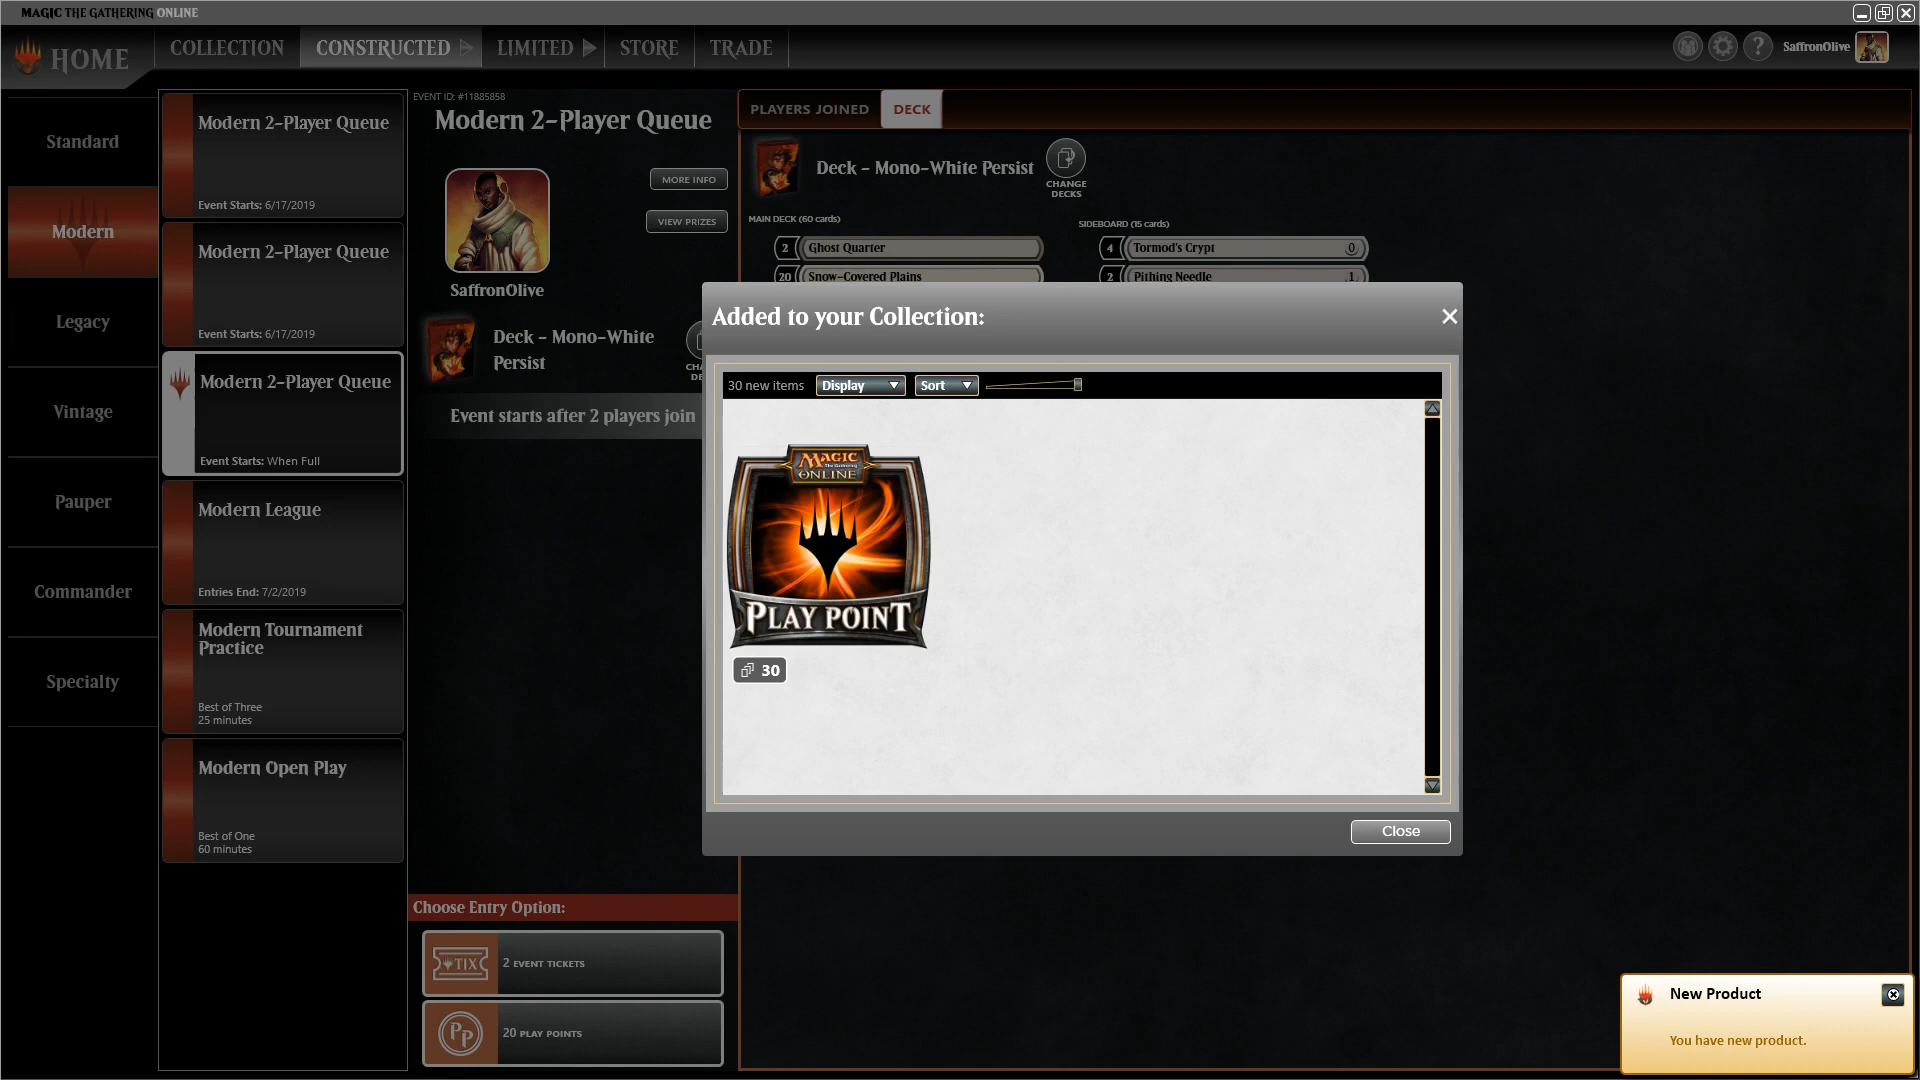 MAGIC THE GATHERING ONLINE
HOME
COLLECTION
CONSTRUCTED
LIMITED
STORE
TRADE
?
SaffronOlive
Standard
Modern
Legacy
Vintage
Pauper
Commander
Specialty
Modern 2-Player Queue
Event Starts: 6/17/2019
Modern 2-Player Queue
Event Starts: 6/17/2019
Modern 2-Player Queue
Event Starts: When Full
Modern League
Entries End: 7/2/2019
Modern Tournament
Practice
Best of Three
25 minutes
Modern Open Play
Best of One
60 minutes
EVENT ID: #11885858
Modern 2-Player Queue
MORE INFO
VIEW PRIZES
SaffronOlive
Deck - Mono-White
Persist
CHA
DE
Event starts after 2 players join
Choose Entry Option:
TIX
2 EVENT TICKETS
PP
20 PLAY POINTS
PLAYERS JOINED
DECK
Deck - Mono-White Persist
CHANGE
DECKS
MAIN DECK (60 cards)
2 Ghost Quarter
20 Snow-Covered Plains
SIDEBOARD (15 cards)
4 Tormod's Crypt 0
2 Pithing Needle 1
Added to your Collection:
30 new items
Display
Sort
MAGIC
The Gathering
ONLINE
PLAY POINT
30
Close
New Product
You have new product.